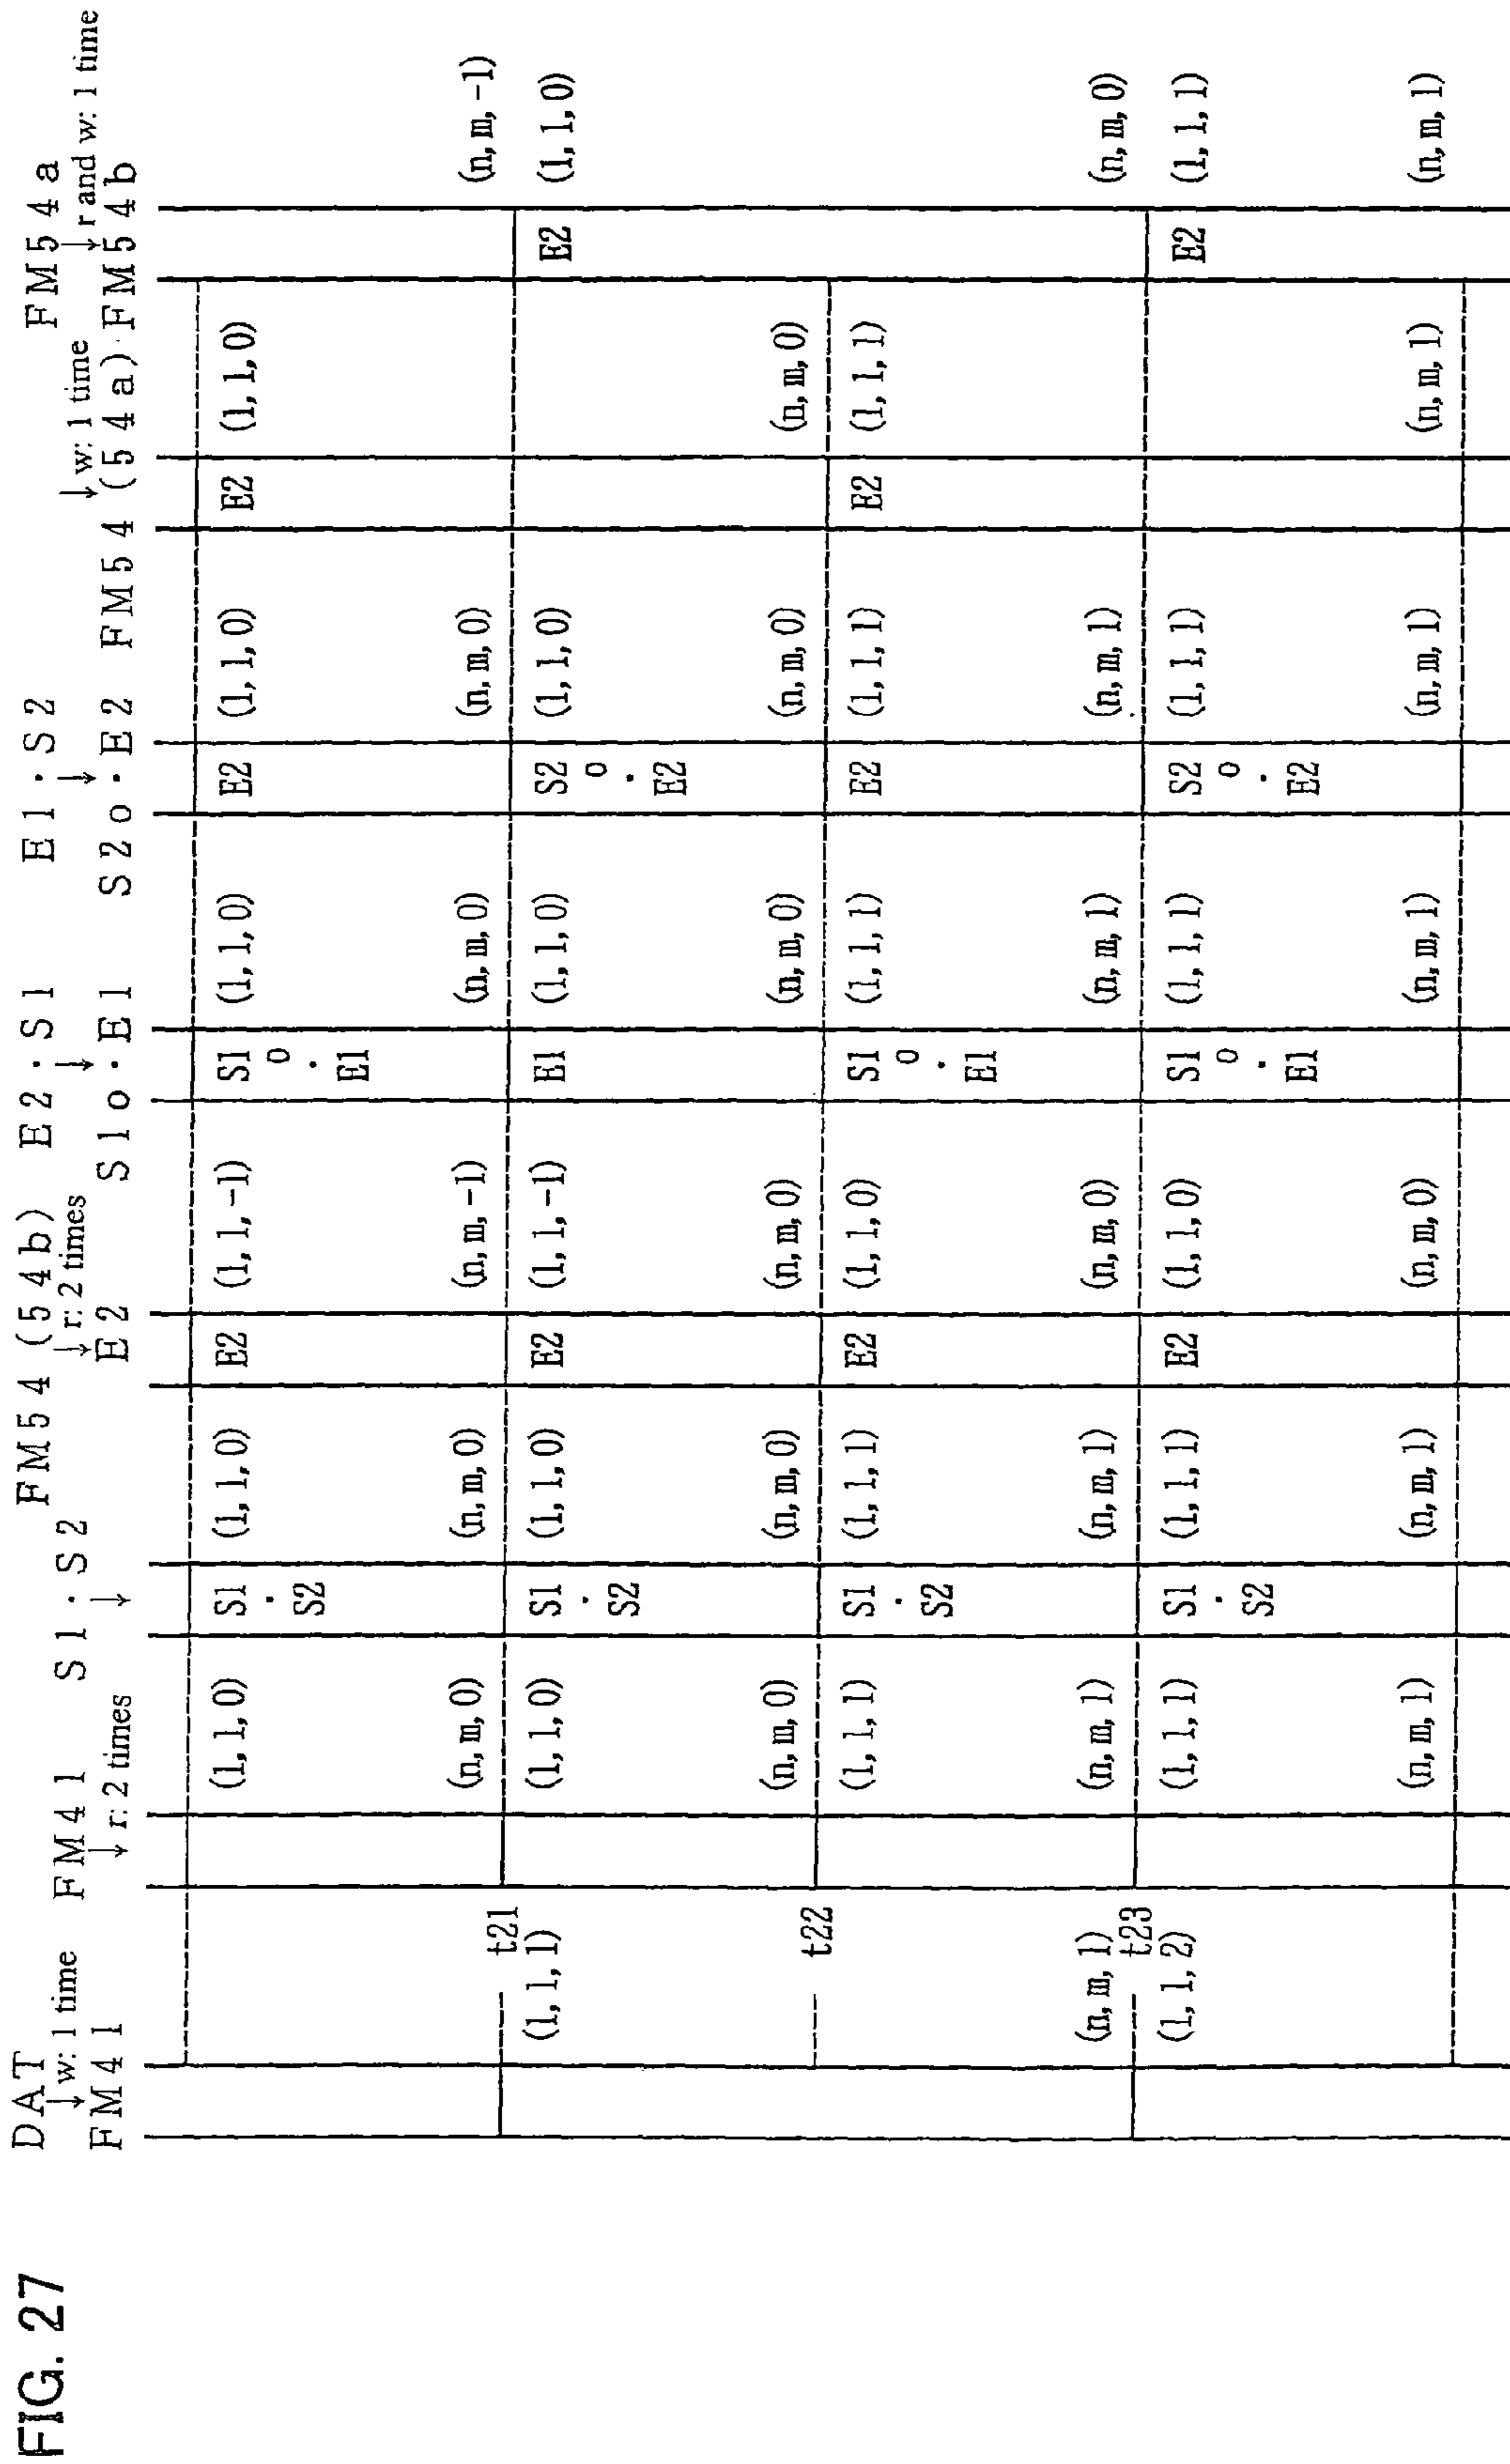 FIG. 27
DAT
↓ w: 1 time
FM41
t21
(1, 1, 1)
t22
(n, m, 1)
t23
(1, 1, 2)
FM41
↓ r: 2 times
(1, 1, 0)
(n, m, 0)
(1, 1, 0)
(n, m, 0)
(1, 1, 1)
(n, m, 1)
(1, 1, 1)
(n, m, 1)
S1·S2
↓
S1
·
S2
S1
·
S2
S1
·
S2
S1
·
S2
(1, 1, 0)
(n, m, 0)
(1, 1, 0)
(n, m, 0)
(1, 1, 1)
(n, m, 1)
(1, 1, 1)
(n, m, 1)
FM54 (54b)
↓ r: 2 times
E2
E2
E2
E2
E2
(1, 1, -1)
(n, m, -1)
(1, 1, -1)
(n, m, 0)
(1, 1, 0)
(n, m, 0)
(1, 1, 0)
(n, m, 0)
E2·S1
↓
S1o·E1
S1
o
·
E1
E1
S1
o
·
E1
S1
o
·
E1
(1, 1, 0)
(n, m, 0)
(1, 1, 0)
(n, m, 0)
(1, 1, 1)
(n, m, 1)
(1, 1, 1)
(n, m, 1)
E1·S2
↓
S2o·E2
E2
S2
o
·
E2
E2
S2
o
·
E2
(1, 1, 0)
(n, m, 0)
(1, 1, 0)
(n, m, 0)
(1, 1, 1)
(n, m, 1)
(1, 1, 1)
(n, m, 1)
↓ w: 1 time
FM54 (54a)
E2
E2
(1, 1, 0)
(n, m, 0)
(1, 1, 1)
(n, m, 1)
FM54a
↓ r and w: 1 time
FM54b
E2
E2
(n, m, -1)
(1, 1, 0)
(n, m, 0)
(1, 1, 1)
(n, m, 1)